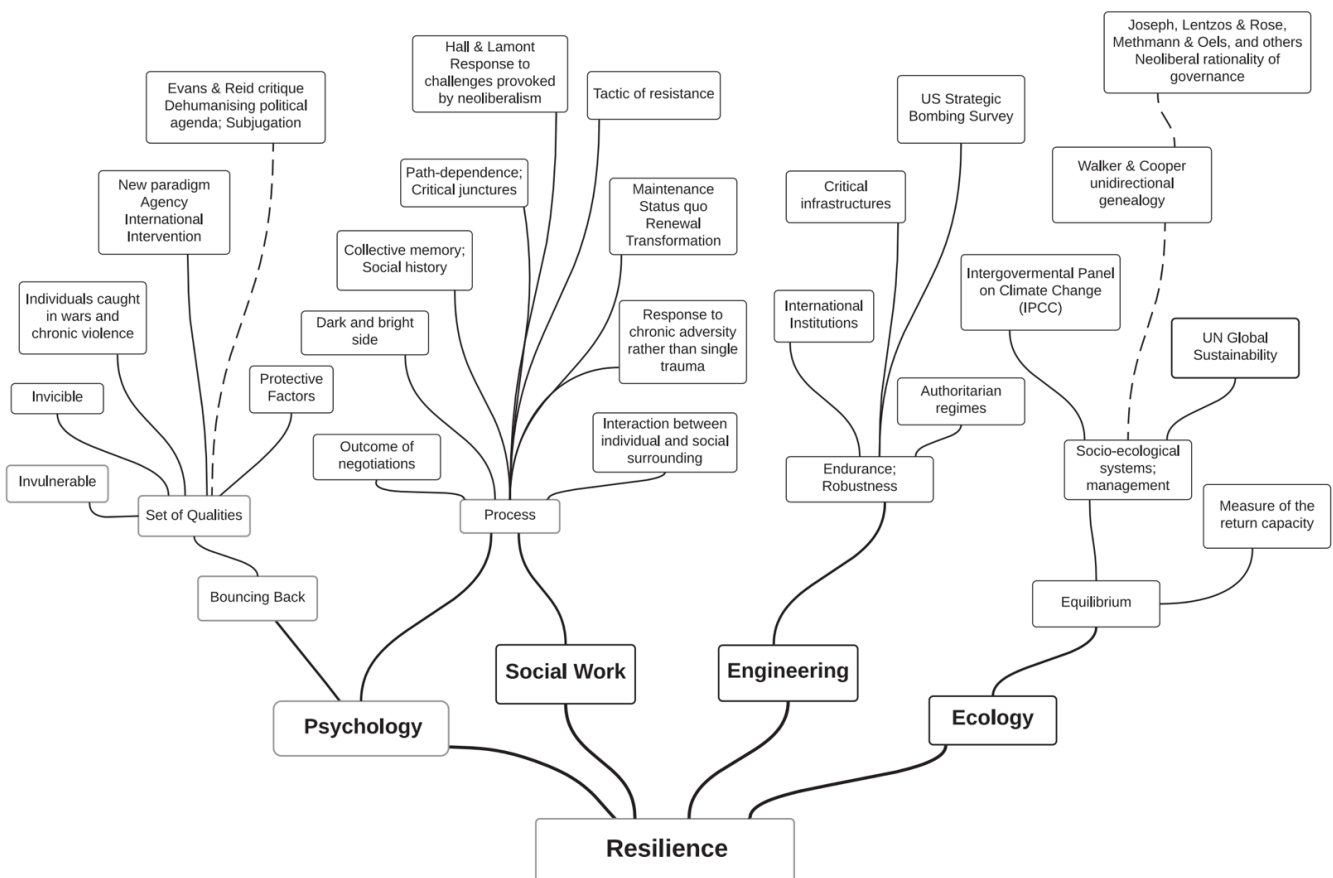 Joseph, Lentzos & Rose,
Methmann & Oels, and others
Neoliberal rationality of
governance
Hall & Lamont
Response to
challenges provoked
by neoliberalism
Evans & Reid critique
Dehumanising political
agenda; Subjugation
Tactic of resistance
US Strategic
Bombing Survey
New paradigm
Agency
International
Intervention
Path-dependence;
Critical junctures
Maintenance
Status quo
Renewal
Transformation
Critical
infrastructures
Walker & Cooper
unidirectional
genealogy
Collective memory;
Social history
Intergovermental Panel
on Climate Change
(IPCC)
Individuals caught
in wars and
chronic violence
Dark and bright
side
Response to
chronic adversity
rather than single
trauma
International
Institutions
UN Global
Sustainability
Invicible
Protective
Factors
Authoritarian
regimes
Outcome of
negotiations
Interaction between
individual and social
surrounding
Invulnerable
Set of Qualities
Process
Endurance;
Robustness
Socio-ecological
systems;
management
Measure of the
return capacity
Bouncing Back
Equilibrium
Social Work
Engineering
Psychology
Ecology
Resilience